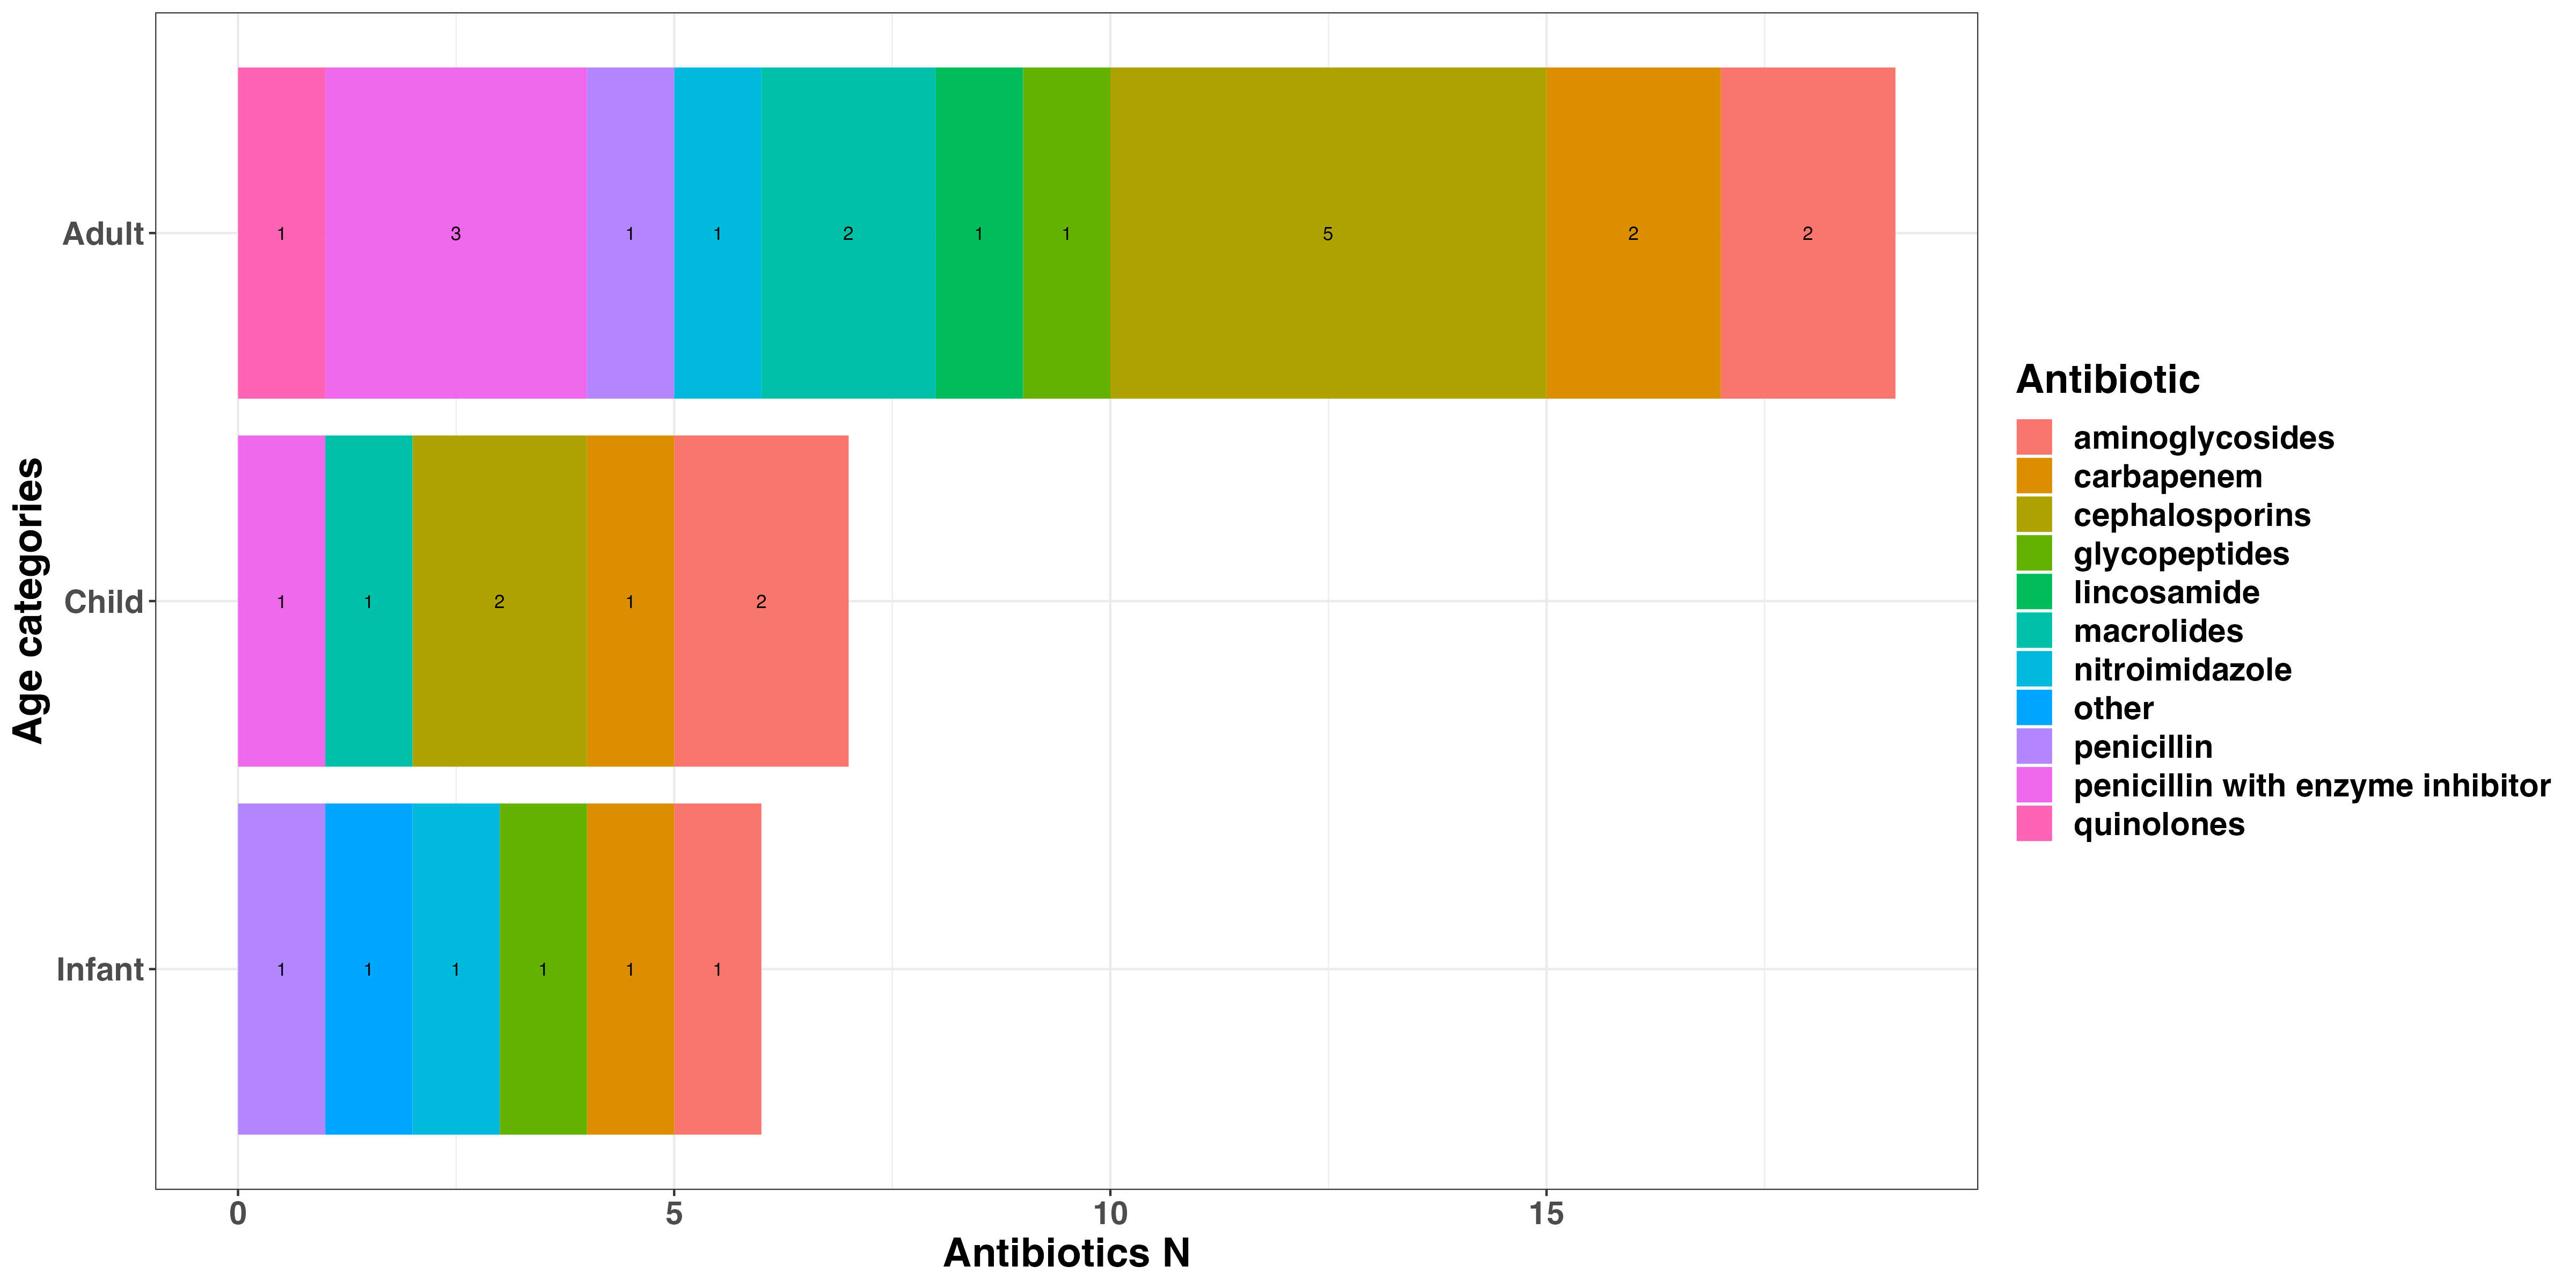 Adult
1 3 1 1 2 1 1 5 2 2
Child
1 1 2 1 2
Infant
1 1 1 1 1 1
0 5 10 15
Antibiotics N
Age categories
Antibiotic
aminoglycosides
carbapenem
cephalosporins
glycopeptides
lincosamide
macrolides
nitroimidazole
other
penicillin
penicillin with enzyme inhibitor
quinolones